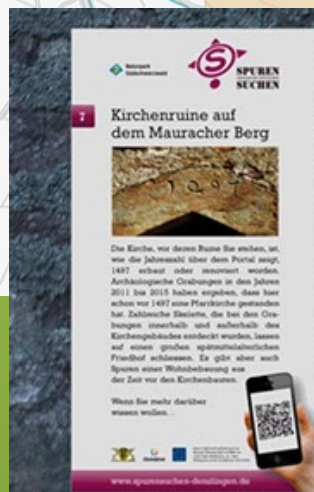 Naturpark
Südschwarzwald
SPUREN
SUCHEN
7
Kirchenruine auf
dem Mauracher Berg
1497
Die Kirche, vor deren Ruine Sie stehen, ist,
wie die Jahreszahl über dem Portal zeigt,
1497 erbaut oder renoviert worden.
Archäologische Grabungen in den Jahren
2011 bis 2015 haben ergeben, dass hier
schon vor 1497 eine Pfarrkirche gestanden
hat. Zahlreiche Skelette, die bei den Gra-
bungen innerhalb und außerhalb des
Kirchengebäudes entdeckt wurden, lassen
auf einen großen spätmittelalterlichen
Friedhof schliessen. Es gibt aber auch
Spuren einer Wohnbebauung aus
der Zeit vor den Kirchenbauten.
Wenn Sie mehr darüber
wissen wollen...
www.spurensuchen-denzlingen.de